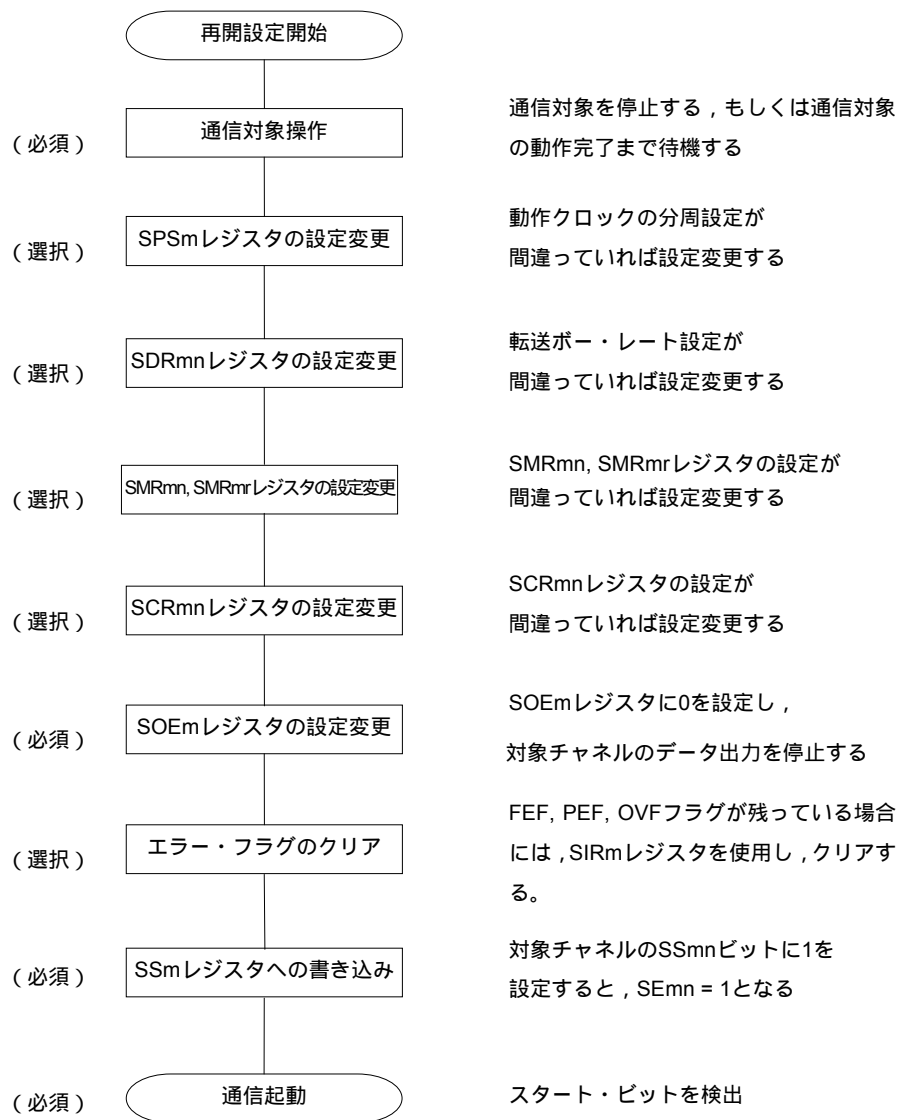 再開設定開始
(必須) 通信対象操作 通信対象を停止する,もしくは通信対象
の動作完了まで待機する
(選択) SPSmレジスタの設定変更 動作クロックの分周設定が
間違っていれば設定変更する
(選択) SDRmnレジスタの設定変更 転送ボー・レート設定が
間違っていれば設定変更する
(選択) SMRmn, SMRmrレジスタの設定変更 SMRmn, SMRmrレジスタの設定が
間違っていれば設定変更する
(選択) SCRmnレジスタの設定変更 SCRmnレジスタの設定が
間違っていれば設定変更する
(必須) SOEmレジスタの設定変更 SOEmレジスタに0を設定し,
対象チャネルのデータ出力を停止する
(選択) エラー・フラグのクリア FEF, PEF, OVFフラグが残っている場合
には,SIRmレジスタを使用し,クリアす
る。
(必須) SSmレジスタへの書き込み 対象チャネルのSSmnビットに1を
設定すると,SEmn = 1となる
(必須) 通信起動 スタート・ビットを検出